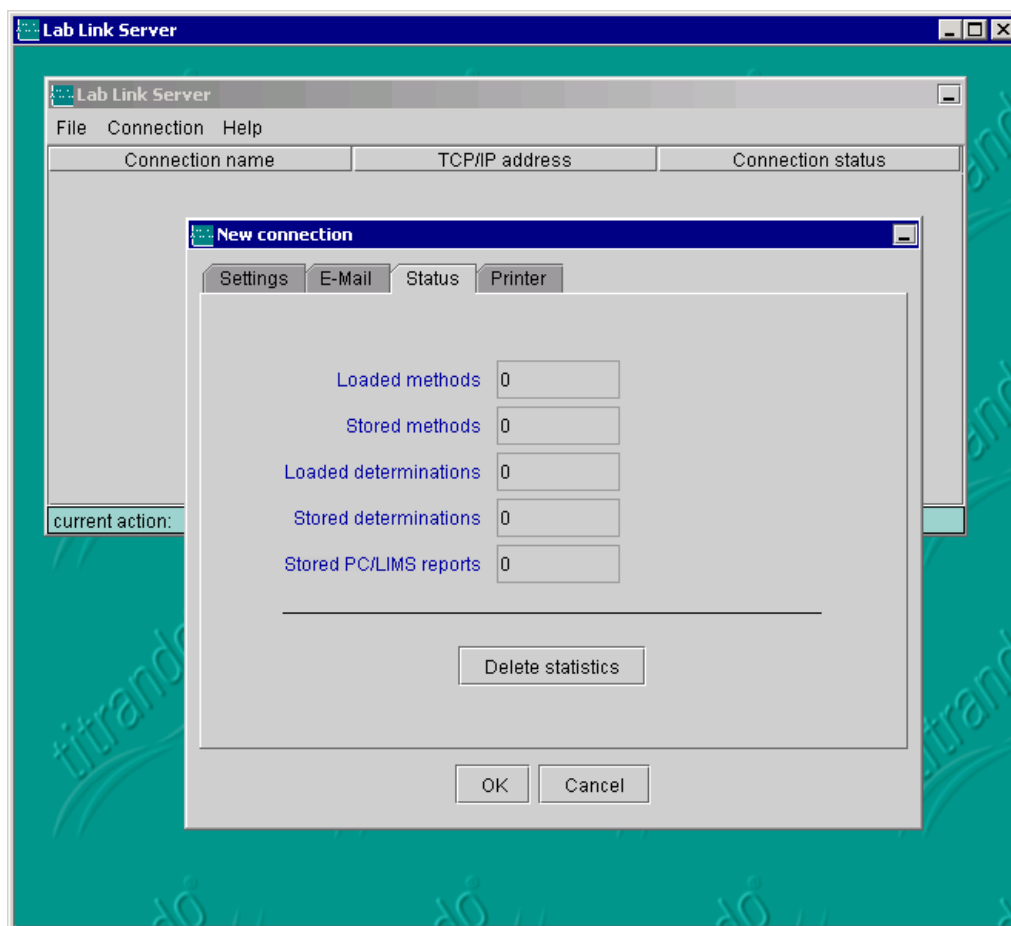 Lab Link Server
Lab Link Server
File Connection Help
Connection name TCP/IP address Connection status
New connection
Settings E-Mail Status Printer
Loaded methods 0
Stored methods 0
Loaded determinations 0
Stored determinations 0
Stored PC/LIMS reports 0
current action:
Delete statistics
OK Cancel
titrando